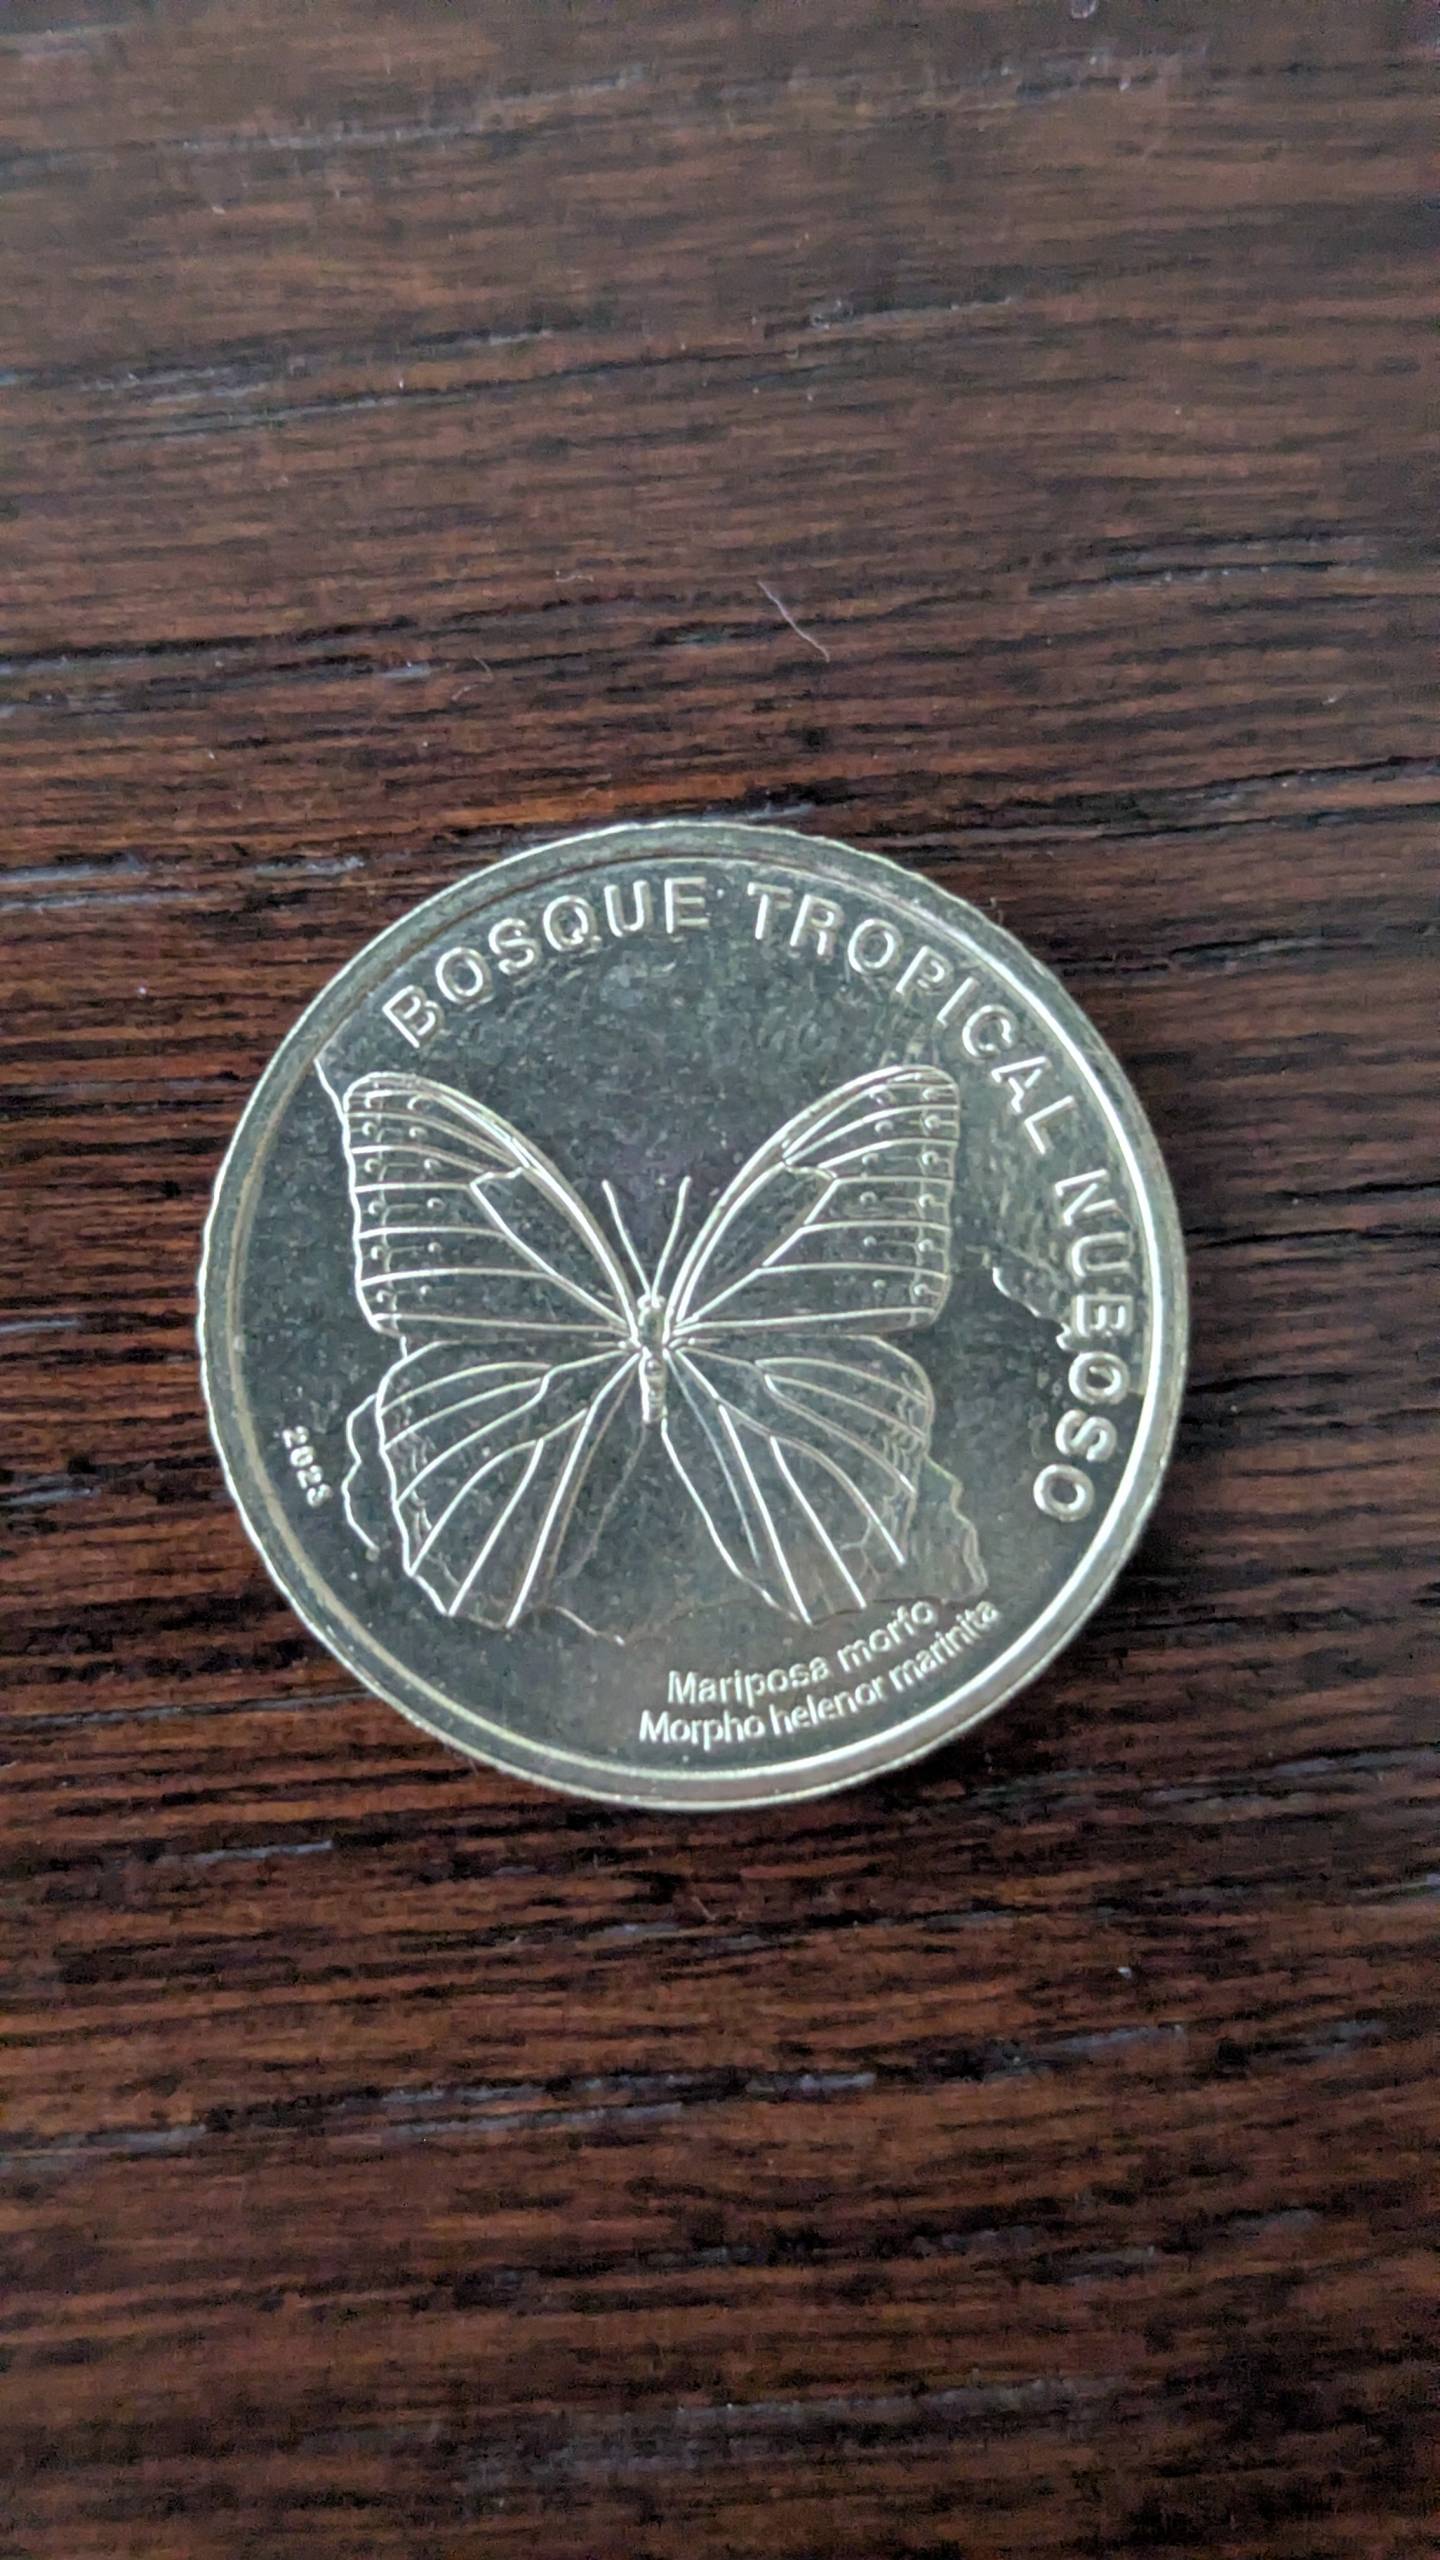 BOSQUE TROPICAL NUBOSO
2023
Mariposa morfo
Morpho helenor marinita